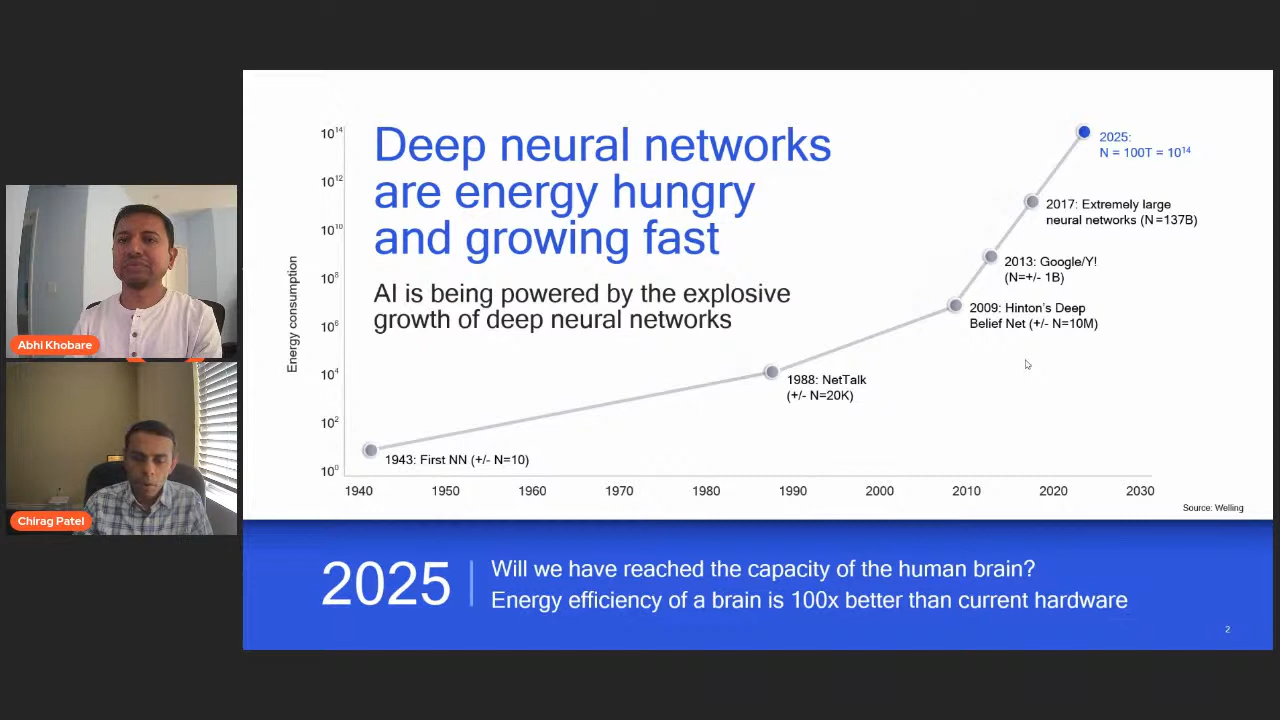 Abhi Khobare
Chirag Patel
Deep neural networks
are energy hungry
and growing fast
AI is being powered by the explosive
growth of deep neural networks
Energy consumption
10¹⁴
10¹²
10¹⁰
10⁸
10⁶
10⁴
10²
10⁰
2025:
N = 100T = 10¹⁴
2017: Extremely large
neural networks (N=137B)
2013: Google/Y!
(N=+/- 1B)
2009: Hinton's Deep
Belief Net (+/- N=10M)
1988: NetTalk
(+/- N=20K)
1943: First NN (+/- N=10)
1940 1950 1960 1970 1980 1990 2000 2010 2020 2030
Source: Welling
2025
Will we have reached the capacity of the human brain?
Energy efficiency of a brain is 100x better than current hardware
2